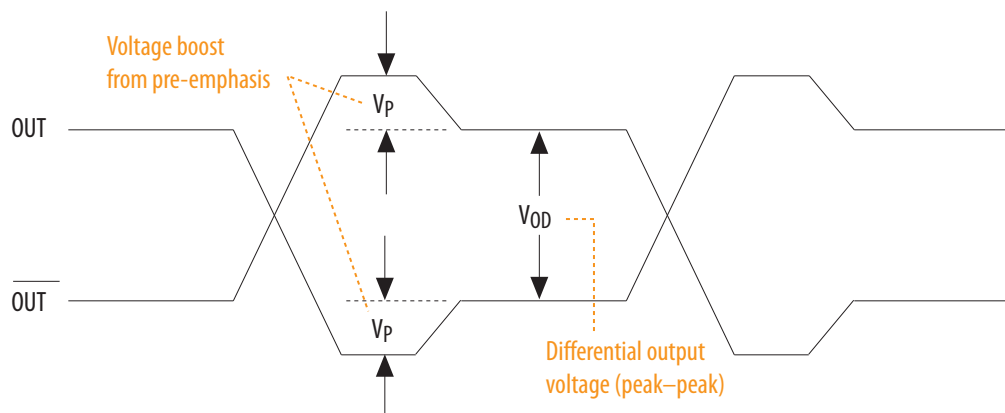 Voltage boost
from pre-emphasis
VP
OUT
VOD
OUT
VP
Differential output
voltage (peak–peak)